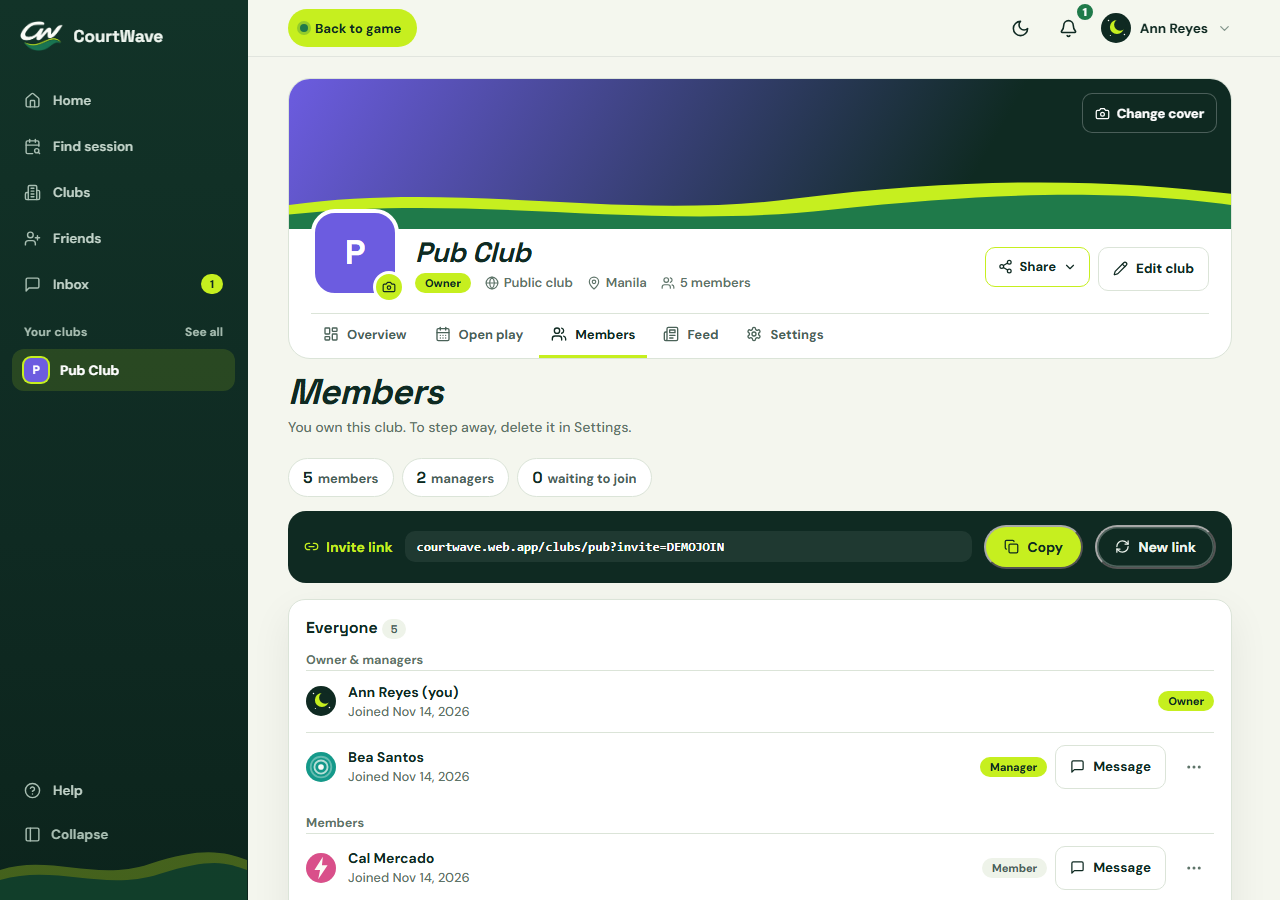 CW CourtWave
Back to game
1
Ann Reyes
Home
Find session
Clubs
Friends
Inbox 1
Your clubs See all
P Pub Club
Help
Collapse
Change cover
P
Pub Club
Owner Public club Manila 5 members
Share
Edit club
Overview Open play Members Feed Settings
Members
You own this club. To step away, delete it in Settings.
5 members 2 managers 0 waiting to join
Invite link courtwave.web.app/clubs/pub?invite=DEMOJOIN Copy New link
Everyone 5
Owner & managers
Ann Reyes (you)
Joined Nov 14, 2026
Owner
Bea Santos
Joined Nov 14, 2026
Manager Message
Members
Cal Mercado
Joined Nov 14, 2026
Member Message